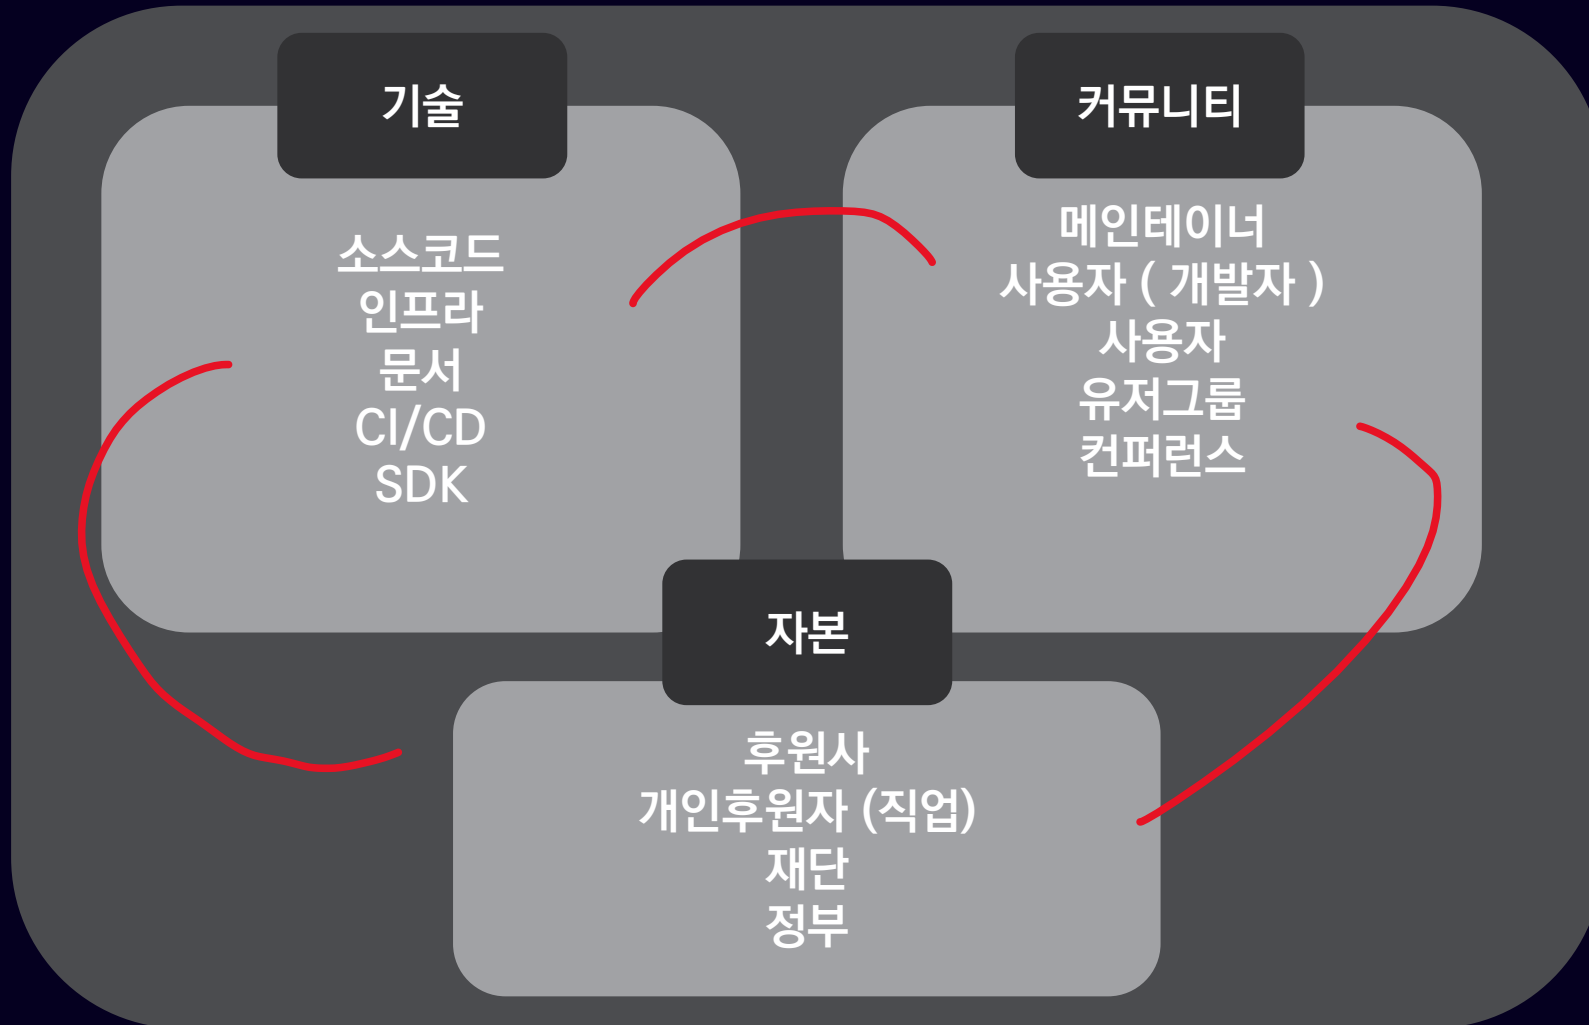 기술
소스코드
인프라
문서
CI/CD
SDK
커뮤니티
메인테이너
사용자 ( 개발자 )
사용자
유저그룹
컨퍼런스
자본
후원사
개인후원자 (직업)
재단
정부